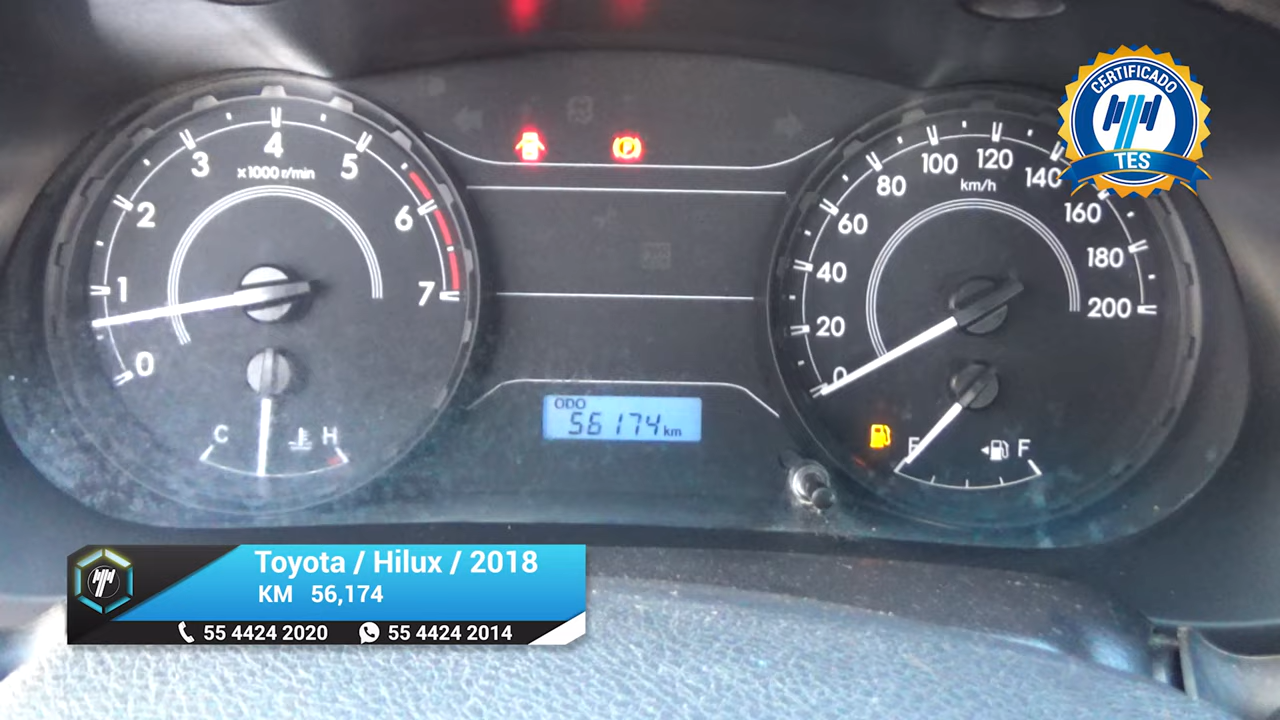 CERTIFICADO
TES
0
1
2
3
4
5
6
7
x1000 r/min
C
H
ODO
56174 km
0
20
40
60
80
100
120
140
160
180
200
km/h
E
F
Toyota / Hilux / 2018
KM 56,174
55 4424 2020 55 4424 2014